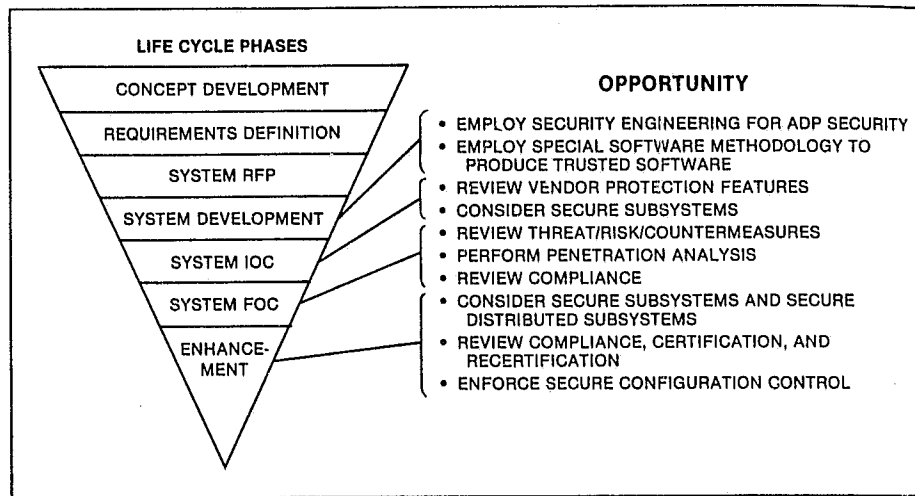 LIFE CYCLE PHASES
CONCEPT DEVELOPMENT
REQUIREMENTS DEFINITION
SYSTEM RFP
SYSTEM DEVELOPMENT
SYSTEM IOC
SYSTEM FOC
ENHANCE-
MENT
OPPORTUNITY
• EMPLOY SECURITY ENGINEERING FOR ADP SECURITY
• EMPLOY SPECIAL SOFTWARE METHODOLOGY TO
PRODUCE TRUSTED SOFTWARE
• REVIEW VENDOR PROTECTION FEATURES
• CONSIDER SECURE SUBSYSTEMS
• REVIEW THREAT/RISK/COUNTERMEASURES
• PERFORM PENETRATION ANALYSIS
• REVIEW COMPLIANCE
• CONSIDER SECURE SUBSYSTEMS AND SECURE
DISTRIBUTED SUBSYSTEMS
• REVIEW COMPLIANCE, CERTIFICATION, AND
RECERTIFICATION
• ENFORCE SECURE CONFIGURATION CONTROL